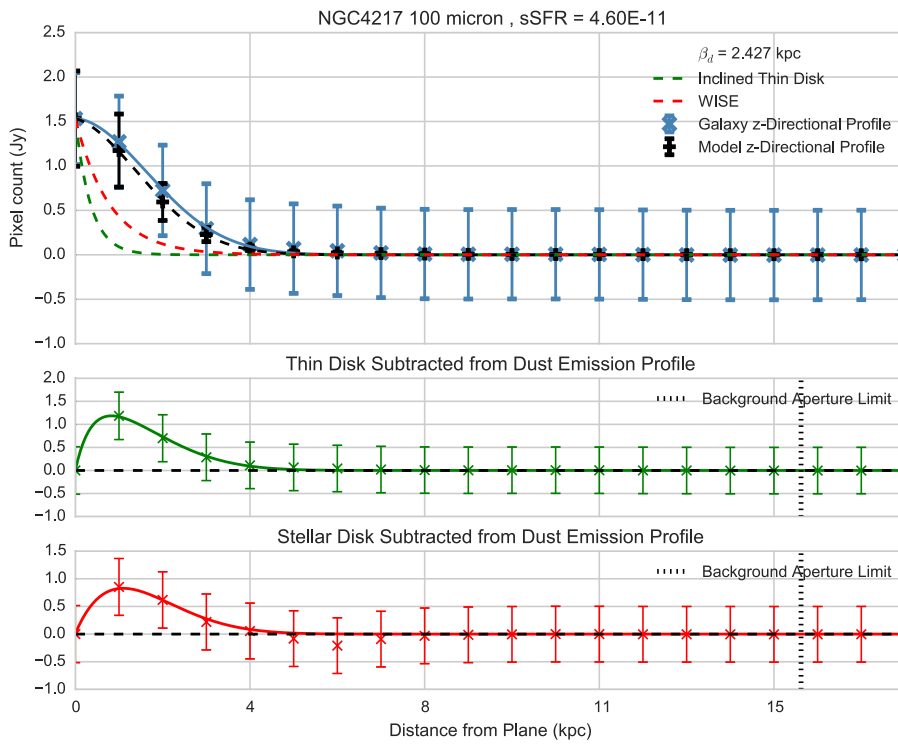 NGC4217 100 micron , sSFR = 4.60E-11
2.5
2.0
1.5
1.0
0.5
0.0
−0.5
−1.0
Pixel count (Jy)
β_d = 2.427 kpc
Inclined Thin Disk
WISE
Galaxy z-Directional Profile
Model z-Directional Profile
Thin Disk Subtracted from Dust Emission Profile
2.0
1.5
1.0
0.5
0.0
−0.5
−1.0
Background Aperture Limit
Stellar Disk Subtracted from Dust Emission Profile
1.5
1.0
0.5
0.0
−0.5
−1.0
Background Aperture Limit
0 4 8 11 15
Distance from Plane (kpc)